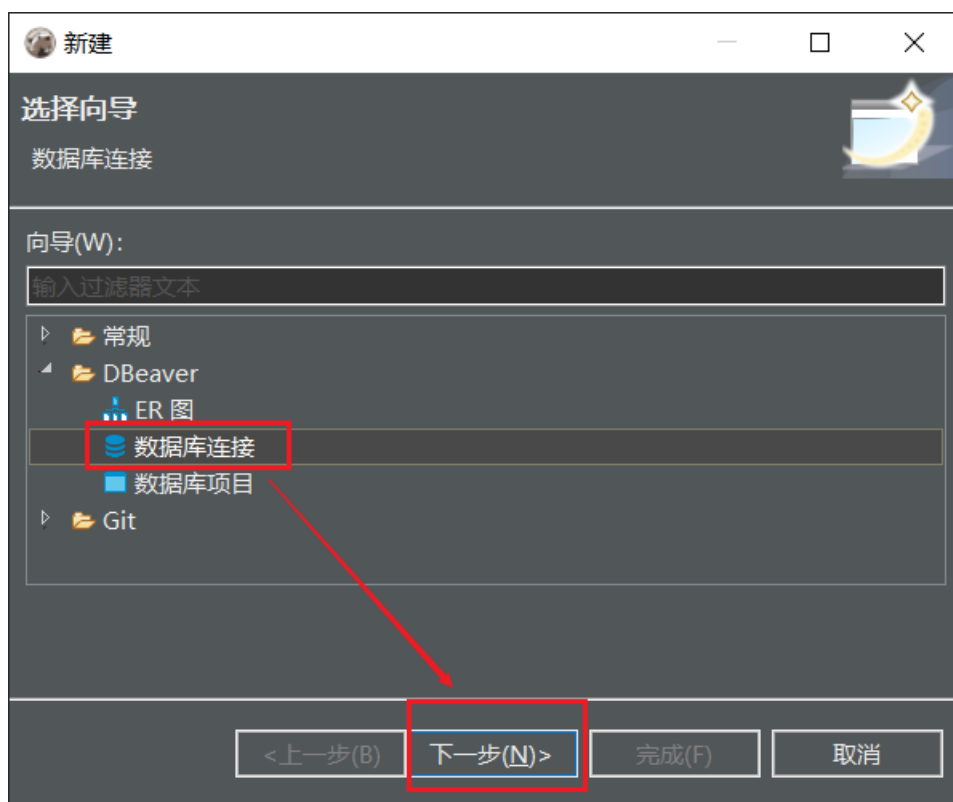 新建
选择向导
数据库连接
向导(W):
输入过滤器文本
常规
DBeaver
ER 图
数据库连接
数据库项目
Git
<上一步(B) 下一步(N)> 完成(F) 取消